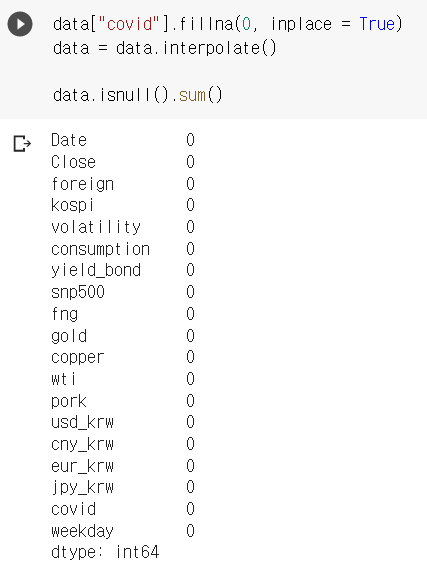 data["covid"].fillna(0, inplace = True)
data = data.interpolate()
data.isnull().sum()
Date 0
Close 0
foreign 0
kospi 0
volatility 0
consumption 0
yield_bond 0
snp500 0
fng 0
gold 0
copper 0
wti 0
pork 0
usd_krw 0
cny_krw 0
eur_krw 0
jpy_krw 0
covid 0
weekday 0
dtype: int64